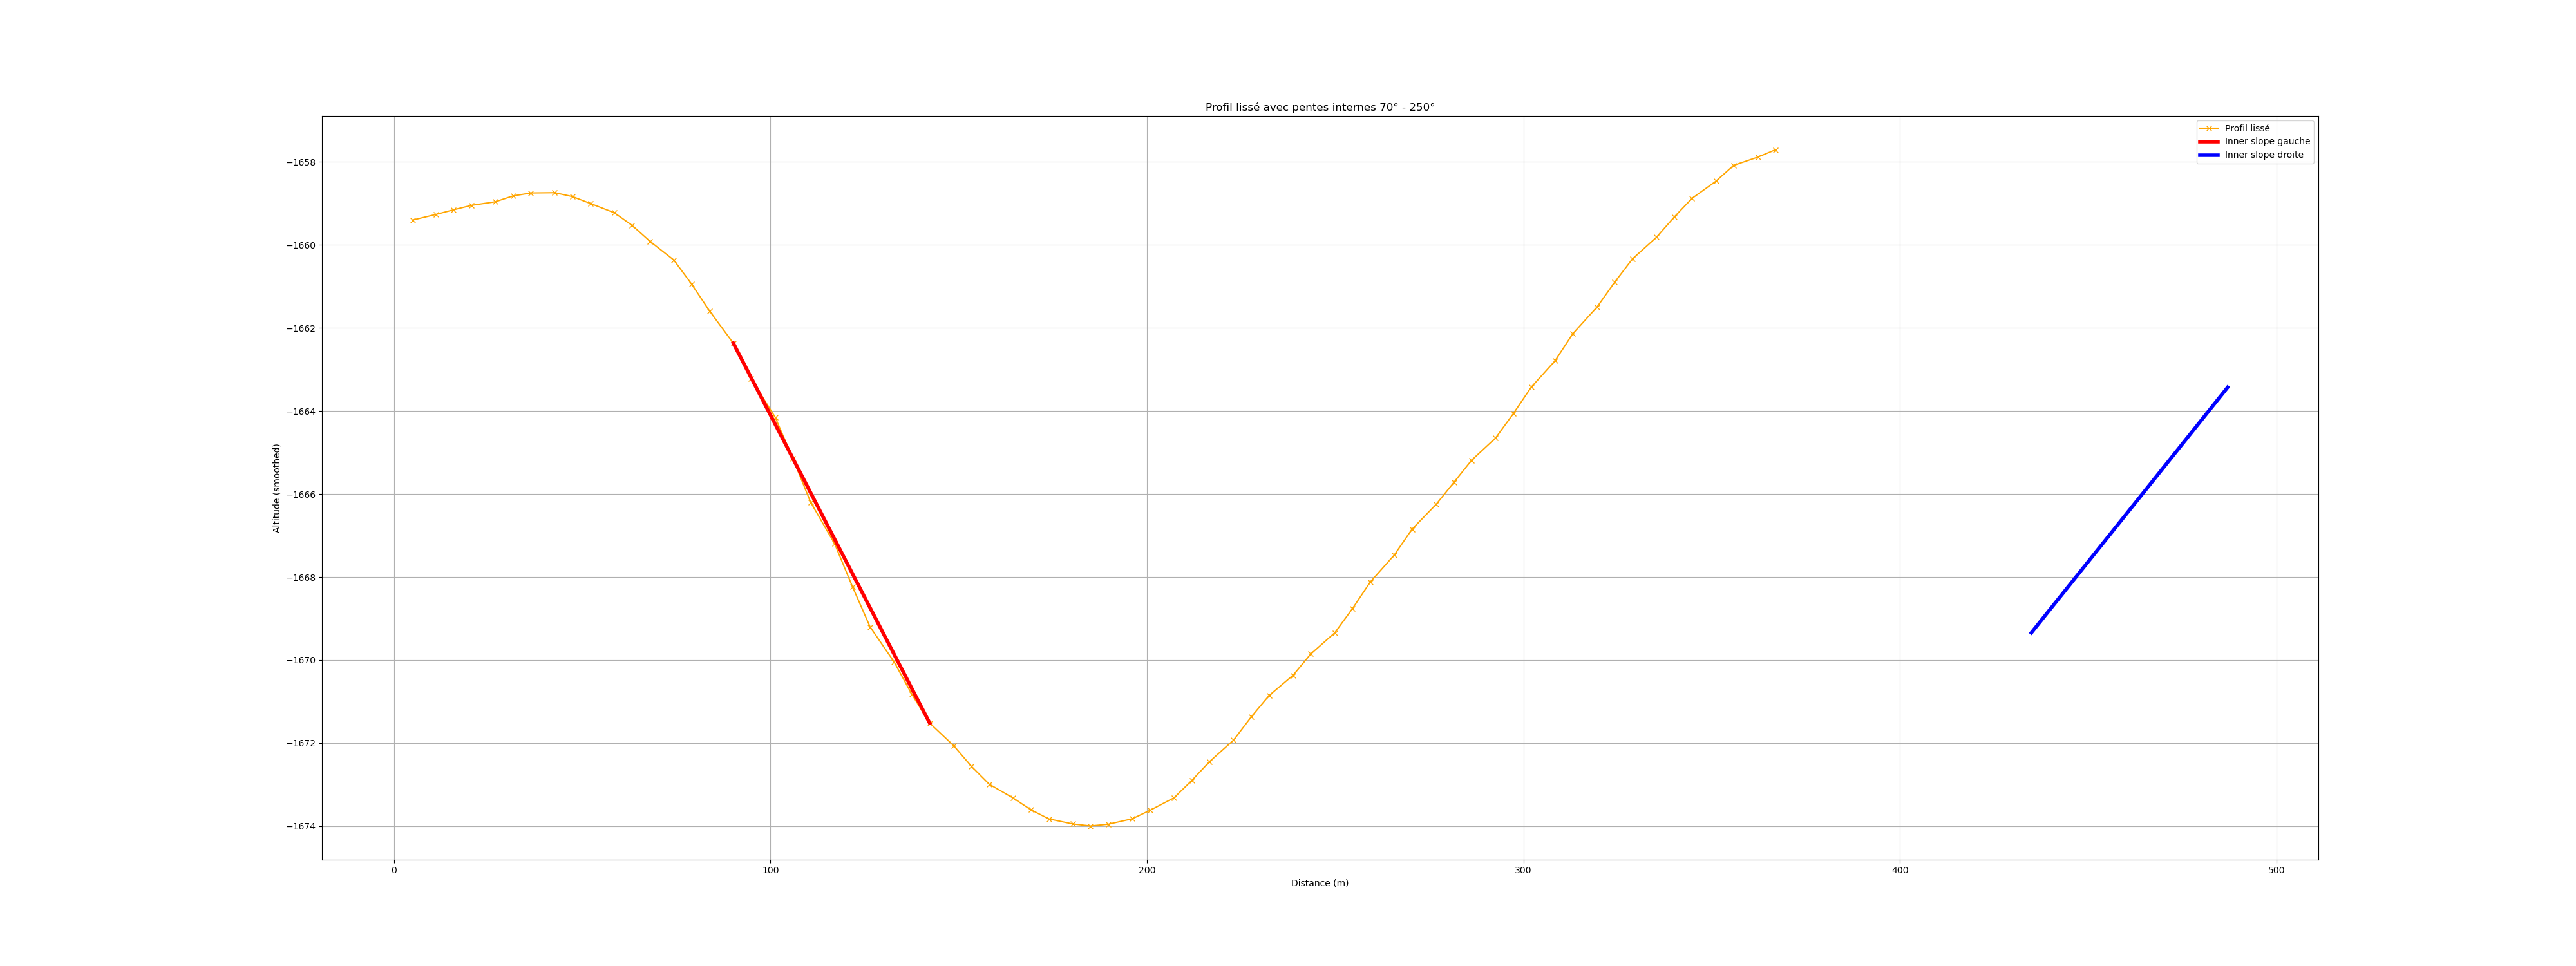 Profil lissé avec pentes internes 70° - 250°
Profil lissé
Inner slope gauche
Inner slope droite
−1658
−1660
−1662
−1664
−1666
−1668
−1670
−1672
−1674
Altitude (smoothed)
0
100
200
300
400
500
Distance (m)